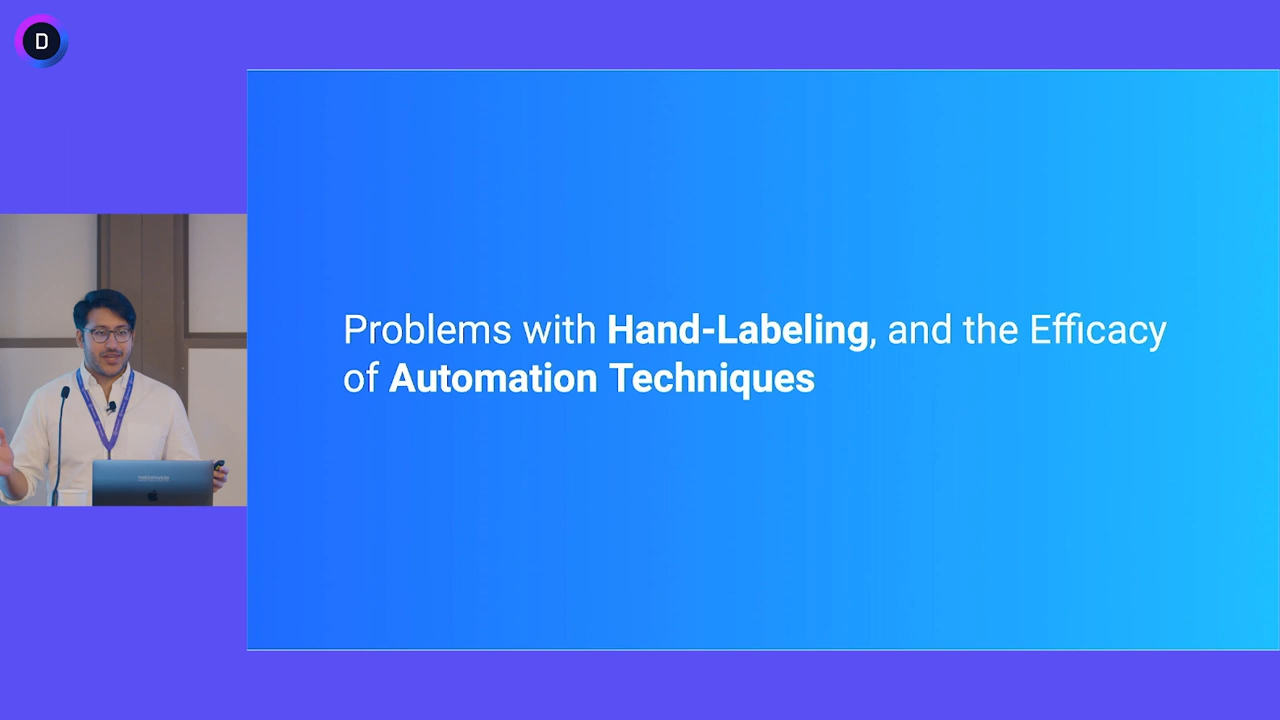 D
Problems with Hand-Labeling, and the Efficacy
of Automation Techniques